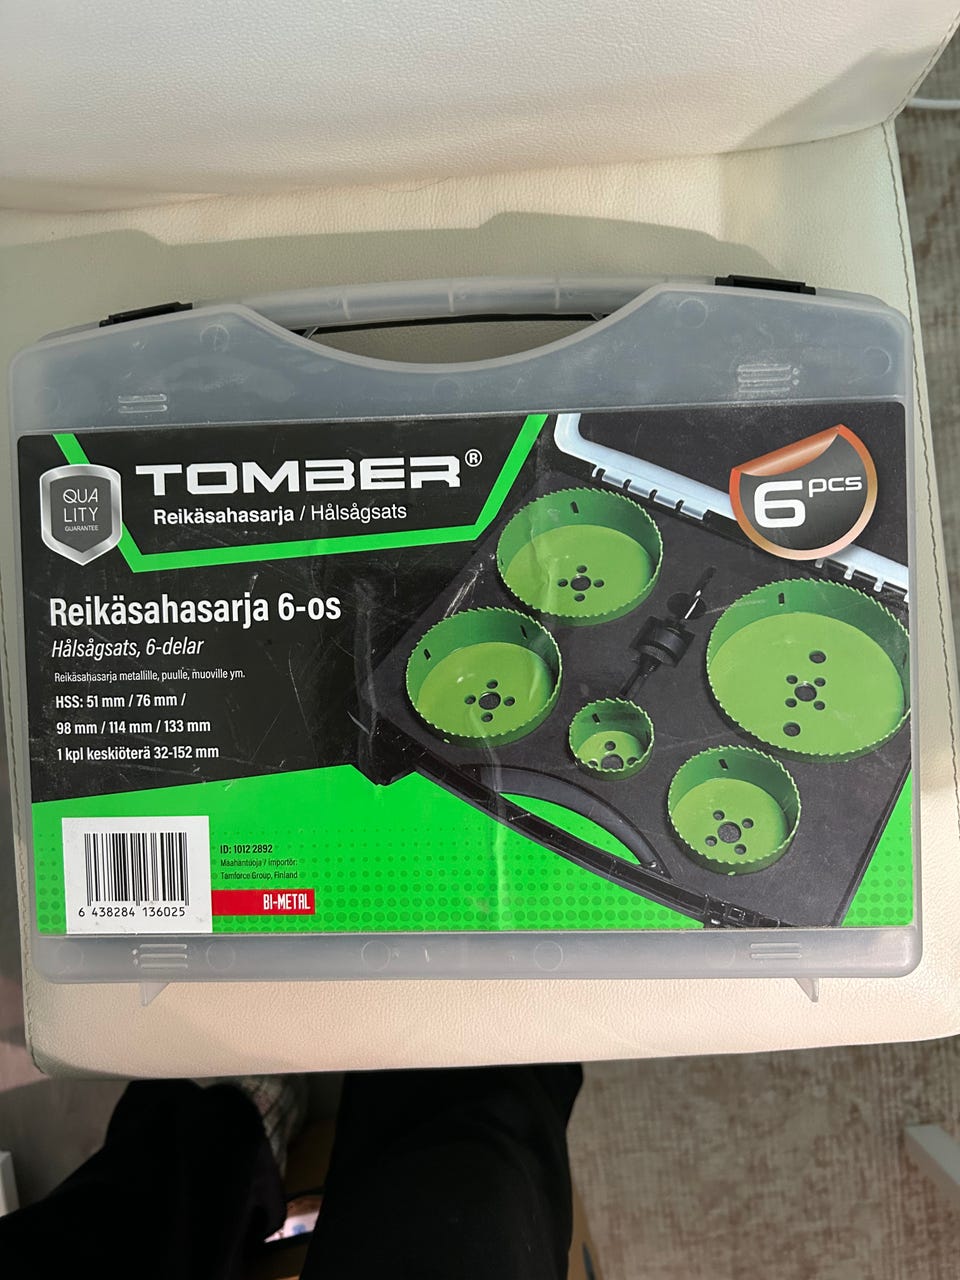 TOMBER®
Reikäsahasarja / Hålsågsats
QUA
LITY
GUARANTEE
6 pcs
Reikäsahasarja 6-os
Hålsågsats, 6-delar
Reikäsahasarja metallille, puulle, muoville ym.
HSS: 51 mm / 76 mm /
98 mm / 114 mm / 133 mm
1 kpl keskiöterä 32-152 mm
ID: 1012 2892
Maahantuoja / Importör:
Tamforce Group, Finland
BI-METAL
6 438284 136025